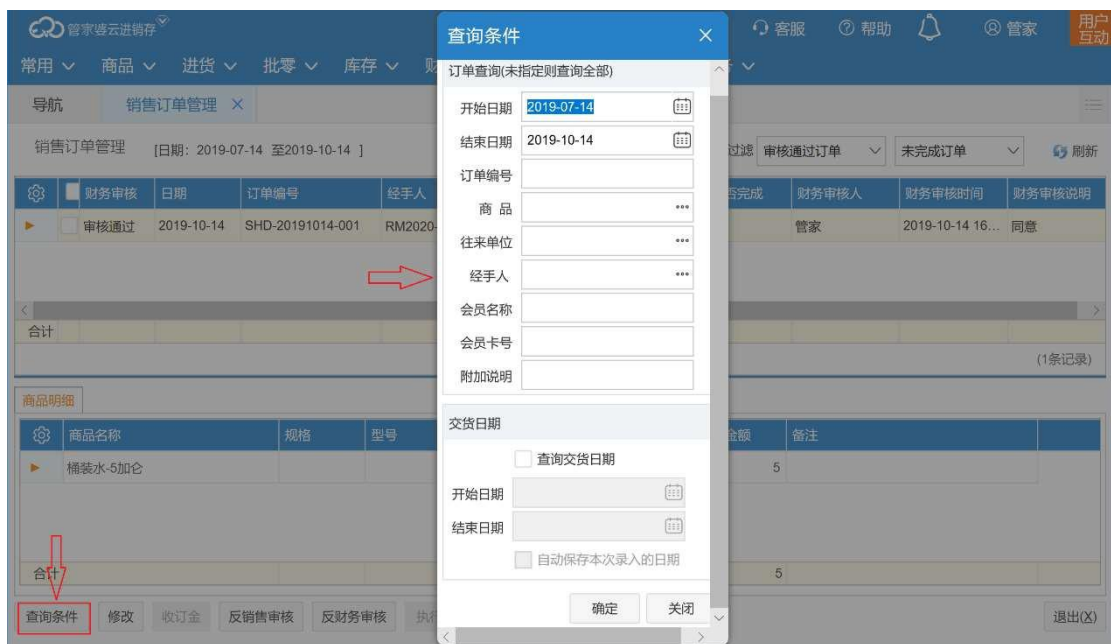 管家婆云进销存
查询条件
客服 帮助 管家 用户互动
常用 商品 进货 批零 库存
订单查询(未指定则查询全部)
导航 销售订单管理
开始日期 2019-07-14
销售订单管理 [日期: 2019-07-14 至2019-10-14 ]
结束日期 2019-10-14
过滤 审核通过订单 未完成订单 刷新
订单编号
财务审核 日期 订单编号 经手人 完成 财务审核人 财务审核时间 财务审核说明
商 品
审核通过 2019-10-14 SHD-20191014-001 RM2020- 管家 2019-10-14 16... 同意
往来单位
经手人
会员名称
合计
会员卡号
(1条记录)
附加说明
商品明细
交货日期
商品名称 规格 型号 金额 备注
查询交货日期
桶装水-5加仑 5
开始日期
结束日期
自动保存本次录入的日期
合计 5
确定 关闭
查询条件 修改 收订金 反销售审核 反财务审核 执行 退出(X)